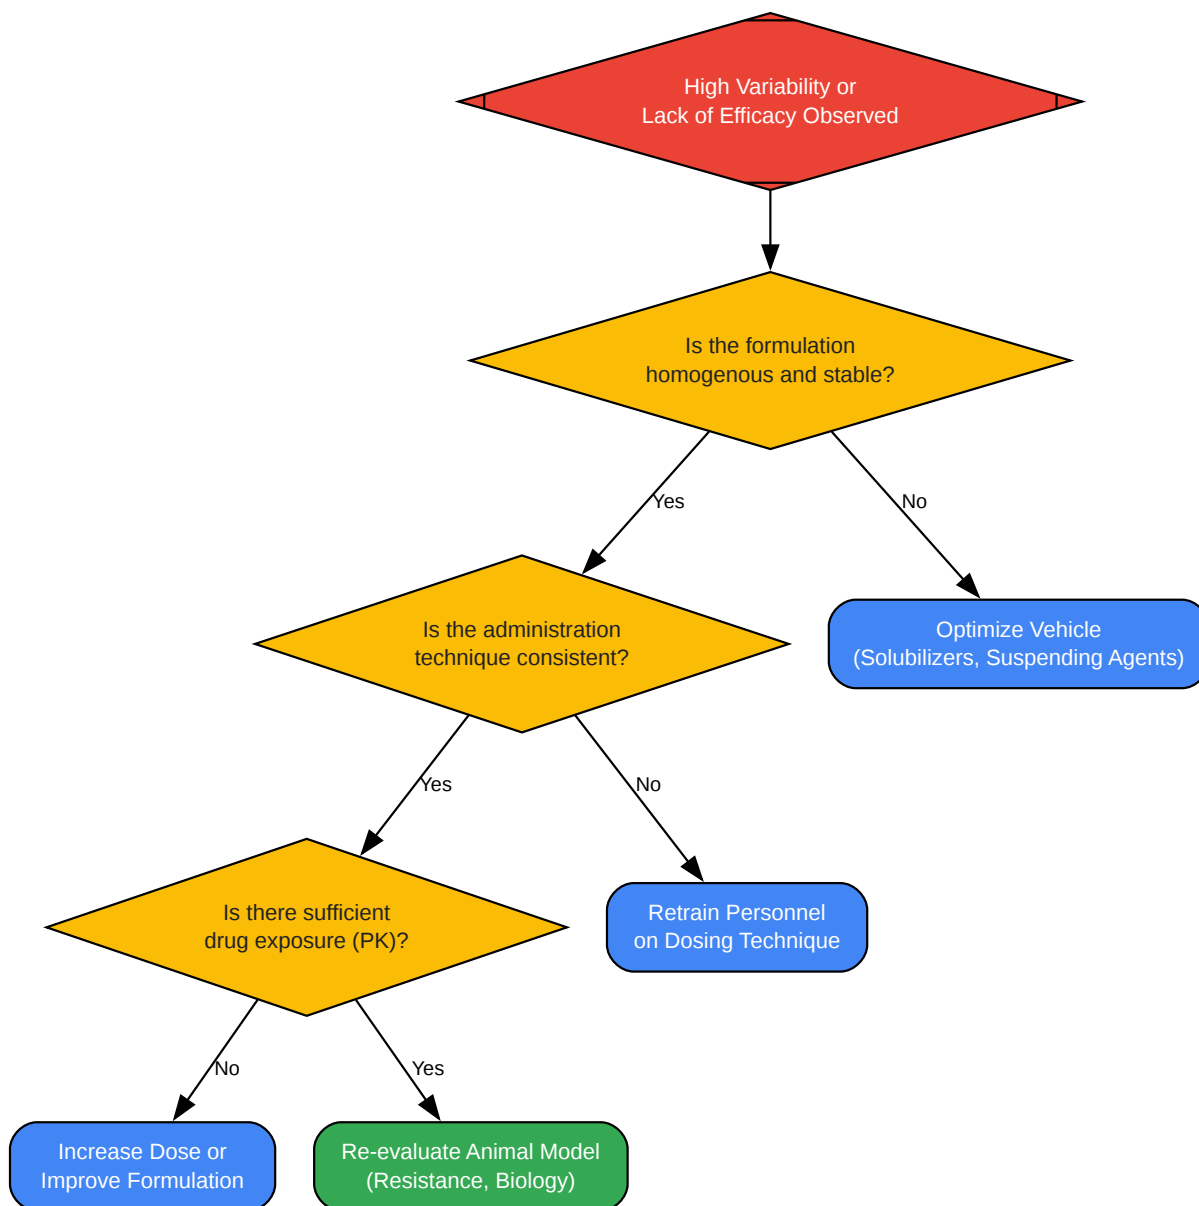 High Variability or
Lack of Efficacy Observed
Is the formulation
homogenous and stable?
Yes
No
Is the administration
technique consistent?
Optimize Vehicle
(Solubilizers, Suspending Agents)
Yes
No
Is there sufficient
drug exposure (PK)?
Retrain Personnel
on Dosing Technique
No
Yes
Increase Dose or
Improve Formulation
Re-evaluate Animal Model
(Resistance, Biology)